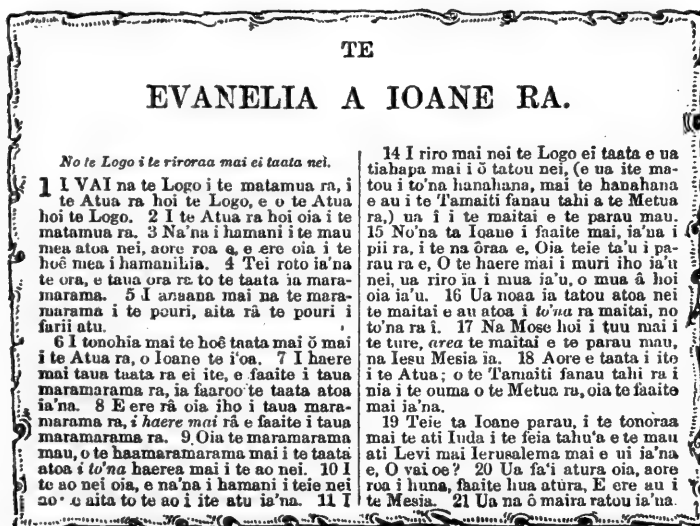 TE
EVANELIA A IOANE RA.
No te Logo i te riroraa mai ei taata nei.
1 I VAI na te Logo i te matamua ra, i
te Atua ra hoi te Logo, e o te Atua
hoi te Logo. 2 I te Atua ra hoi oia i te
matamua ra. 3 Na'na i hamani i te mau
mea atoa nei, aore roa e, e ere oia i te
hoê mea i hamanihia. 4 Tei roto ia'na
te ora, e taua ora ra to te taata ia mara-
marama. 5 I anaana mai na te mara-
marama i te pouri, aita râ te pouri i
farii atu.
6 I tonohia mai te hoê taata mai ŏ mai
i te Atua ra, o Ioane te i'oa. 7 I haere
mai taua taata ra ei ite, e faaite i taua
maramarama ra, ia faaroo te taata atoa
ia'na. 8 E ere râ oia iho i taua mara-
marama ra, i haere mai râ e faaite i taua
maramarama ra. 9 Oia te maramarama
mau, o te haamaramarama mai i te taata
atoa i to'na haerea mai i te ao nei. 10 I
te ao nei oia, e na'na i hamani i teie nei
ao e aita to te ao i ite atu ia'na. 11 I
14 I riro mai nei te Logo ei taata e ua
tiahapa mai i ŏ tatou nei, (e ua ite ma-
tou i to'na hanahana, mai te hanahana
e au i te Tamaiti fanau tahi a te Metua
ra,) ua î i te maitai e te parau mau.
15 No'na ta Ioane i faaite mai, ia'na i
pii ra, i te na ôraa e, Oia teie ta'u i pa-
rau ra e, O te haere mai i muri iho ia'u
nei, ua riro ia i mua ia'u, o mua â hoi
oia ia'u. 16 Ua noaa ia tatou atoa nei
te maitai e au atoa i to'na ra maitai, no
to'na ra î. 17 Na Mose hoi i tuu mai i
te ture, area te maitai e te parau mau,
na Iesu Mesia ia. 18 Aore e taata i ite
i te Atua; o te Tamaiti fanau tahi ra i
nia i te ouma o te Metua ra, oia te faaite
mai ia'na.
19 Teie ta Ioane parau, i te tonoraa
mai te ati Iuda i te feia tahu'a e te mau
ati Levi mai Ierusalema mai e ui ia'na
e, O vai oe? 20 Ua fa'i atura oia, aore
roa i huna, faaite hua atura, E ere au i
te Mesia. 21 Ua na ô maira ratou ia'na.